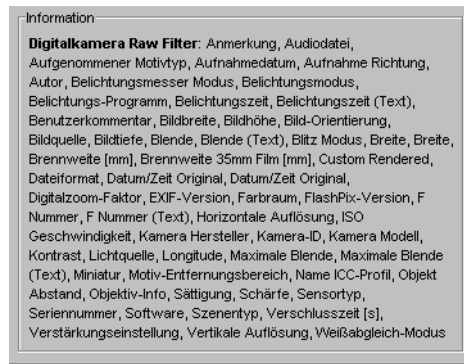 Information
Digitalkamera Raw Filter: Anmerkung, Audiodatei,
Aufgenommener Motivtyp, Aufnahmedatum, Aufnahme Richtung,
Autor, Belichtungsmesser Modus, Belichtungsmodus,
Belichtungs-Programm, Belichtungszeit, Belichtungszeit (Text),
Benutzerkommentar, Bildbreite, Bildhöhe, Bild-Orientierung,
Bildquelle, Bildtiefe, Blende, Blende (Text), Blitz Modus, Breite, Breite,
Brennweite [mm], Brennweite 35mm Film [mm], Custom Rendered,
Dateiformat, Datum/Zeit Original, Datum/Zeit Original,
Digitalzoom-Faktor, EXIF-Version, Farbraum, FlashPix-Version, F
Nummer, F Nummer (Text), Horizontale Auflösung, ISO
Geschwindigkeit, Kamera Hersteller, Kamera-ID, Kamera Modell,
Kontrast, Lichtquelle, Longitude, Maximale Blende, Maximale Blende
(Text), Miniatur, Motiv-Entfernungsbereich, Name ICC-Profil, Objekt
Abstand, Objektiv-Info, Sättigung, Schärfe, Sensortyp,
Seriennummer, Software, Szenentyp, Verschlusszeit [s],
Verstärkungseinstellung, Vertikale Auflösung, Weißabgleich-Modus